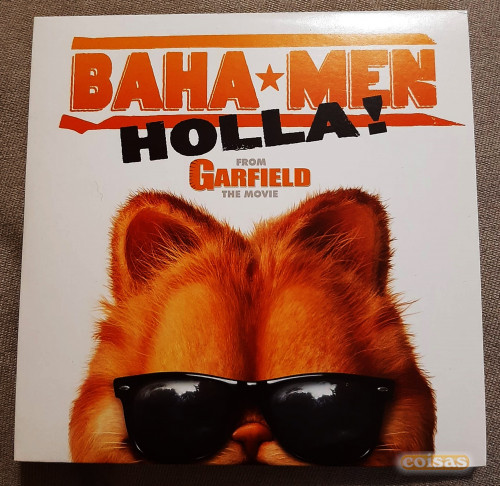 BAHA★MEN
HOLLA!
FROM
GARFIELD
THE MOVIE
coisas